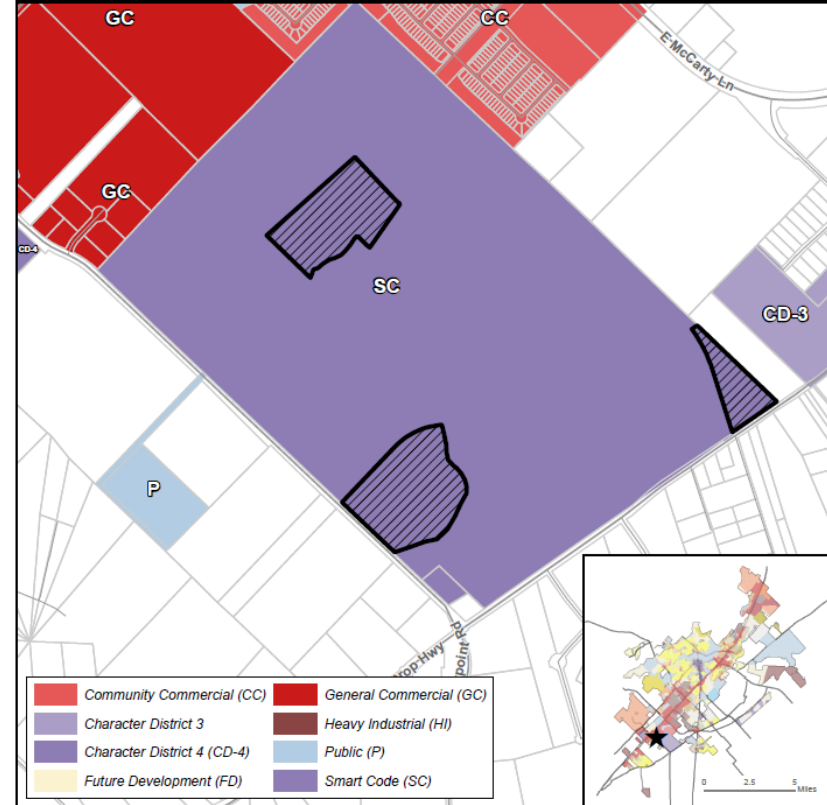 GC
CC
E McCarty Ln
GC
CD-4
SC
CD-3
P
rop Hwy
point Rd
Community Commercial (CC)
General Commercial (GC)
Character District 3
Heavy Industrial (HI)
Character District 4 (CD-4)
Public (P)
Future Development (FD)
Smart Code (SC)
0 2.5 5
Miles